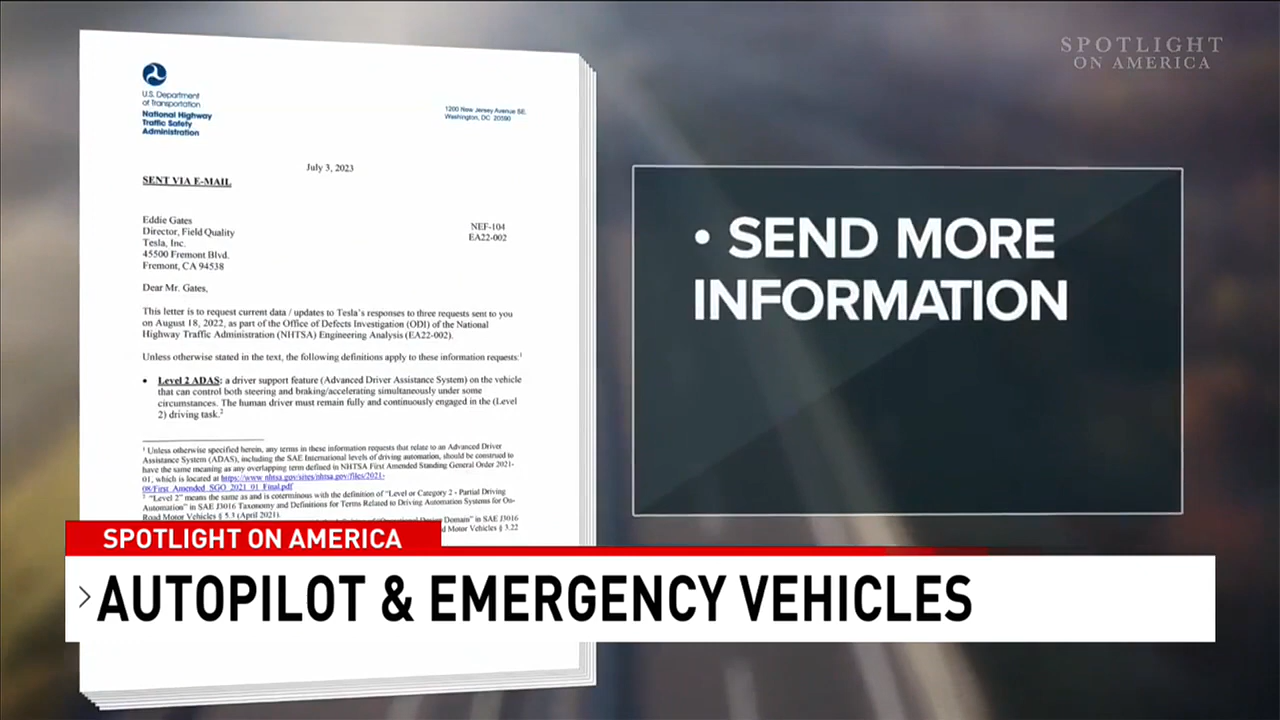 SPOTLIGHT
ON AMERICA
U.S. Department
of Transportation
National Highway
Traffic Safety
Administration
1200 New Jersey Avenue SE.
Washington, DC 20590
July 3, 2023
SENT VIA E-MAIL
Eddie Gates
Director, Field Quality
Tesla, Inc.
45500 Fremont Blvd.
Fremont, CA 94538
NEF-104
EA22-002
Dear Mr. Gates,
This letter is to request current data / updates to Tesla's responses to three requests sent to you
on August 18, 2022, as part of the Office of Defects Investigation (ODI) of the National
Highway Traffic Administration (NHTSA) Engineering Analysis (EA22-002).
Unless otherwise stated in the text, the following definitions apply to these information requests:1
• Level 2 ADAS: a driver support feature (Advanced Driver Assistance System) on the vehicle
that can control both steering and braking/accelerating simultaneously under some
circumstances. The human driver must remain fully and continuously engaged in the (Level
2) driving task.2
1 Unless otherwise specified herein, any terms in these information requests that relate to an Advanced Driver
Assistance System (ADAS), including the SAE International levels of driving automation, should be construed to
have the same meaning as any overlapping term defined in NHTSA First Amended Standing General Order 2021-
01, which is located at https://www.nhtsa.gov/sites/nhtsa.gov/files/2021-
08/First_Amended_SGO_2021_01_Final.pdf
2 "Level 2" means the same as and is coterminous with the definition of "Level or Category 2 - Partial Driving
Automation" in SAE J3016 Taxonomy and Definitions for Terms Related to Driving Automation Systems for On-
Road Motor Vehicles § 5.3 (April 2021).
Domain" in SAE J3016
d Motor Vehicles § 3.22
• SEND MORE
INFORMATION
SPOTLIGHT ON AMERICA
AUTOPILOT & EMERGENCY VEHICLES